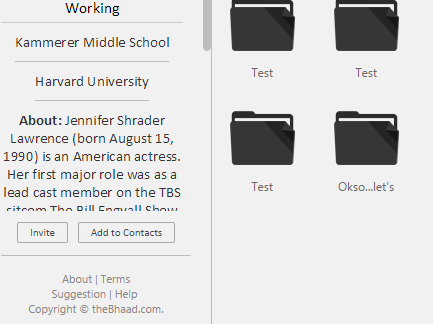 Working
Kammerer Middle School
Harvard University
About: Jennifer Shrader
Lawrence (born August 15,
1990) is an American actress.
Her first major role was as a
lead cast member on the TBS
sitcom The Bill Engvall Show
Invite
Add to Contacts
About | Terms
Suggestion | Help
Copyright © theBhaad.com.
Test
Test
Test
Okso...let's